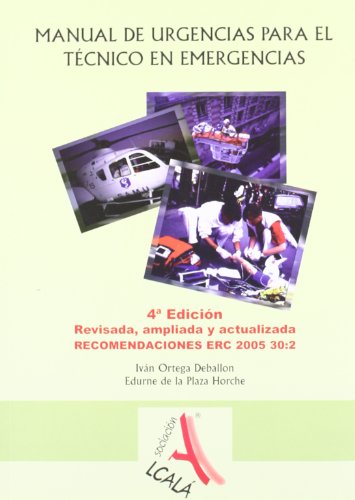 MANUAL DE URGENCIAS PARA EL
TÉCNICO EN EMERGENCIAS
4ª Edición
Revisada, ampliada y actualizada
RECOMENDACIONES ERC 2005 30:2
Iván Ortega Deballon
Edurne de la Plaza Horche
sociación
®
LCALÁ